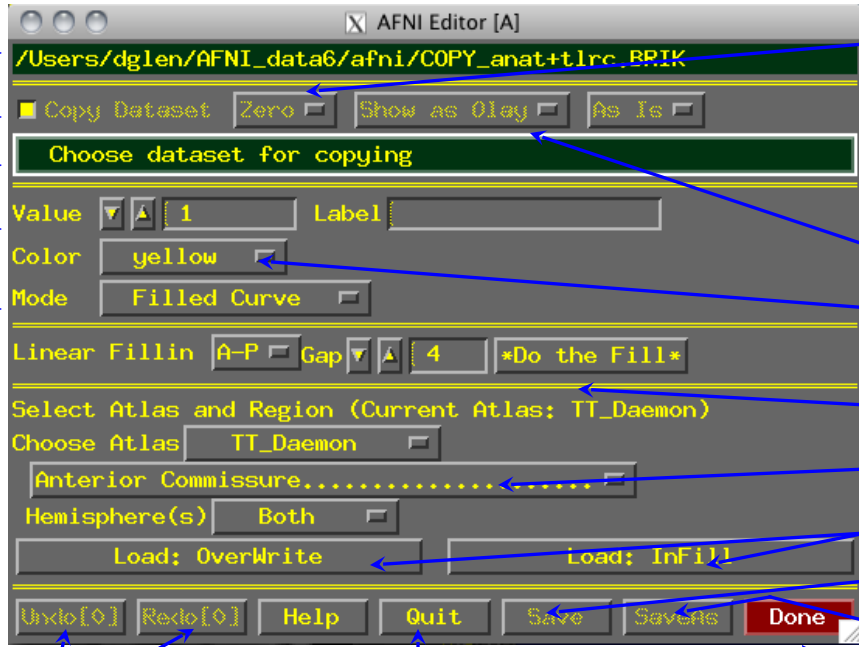 AFNI Editor [A]
/Users/dglen/AFNI_data6/afni/COPY_anat+tlrc.BRIK
Copy Dataset Zero Show as Olay As Is
Choose dataset for copying
Value 1 Label
Color yellow
Mode Filled Curve
Linear Fillin A-P Gap 4 *Do the Fill*
Select Atlas and Region (Current Atlas: TT_Daemon)
Choose Atlas TT_Daemon
Anterior Commissure......................
Hemisphere(s) Both
Load: OverWrite Load: InFill
Undo[0] Redo[0] Help Quit Save SaveAs Done